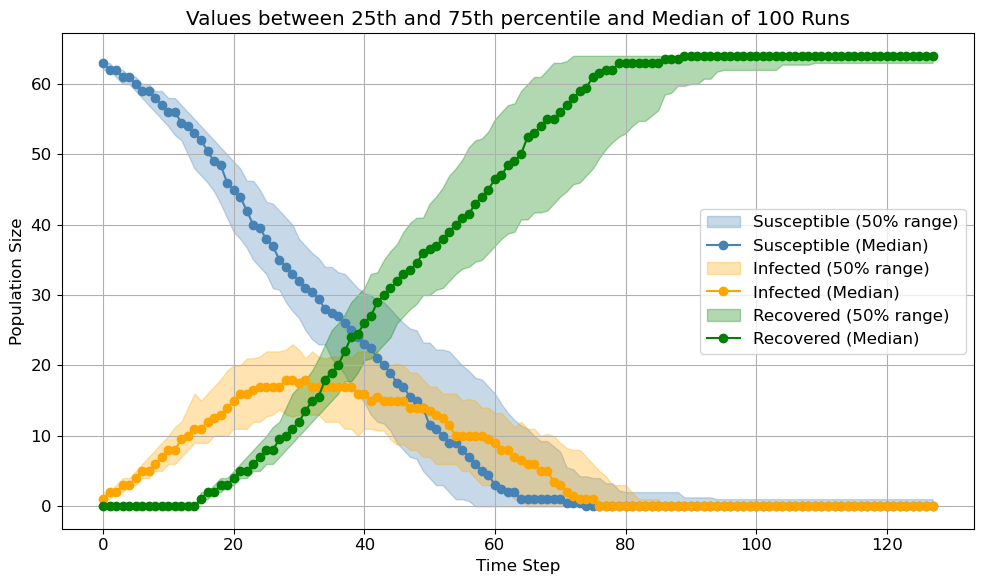 Values between 25th and 75th percentile and Median of 100 Runs
Population Size
60
50
40
30
20
10
0
Susceptible (50% range)
Susceptible (Median)
Infected (50% range)
Infected (Median)
Recovered (50% range)
Recovered (Median)
0 20 40 60 80 100 120
Time Step